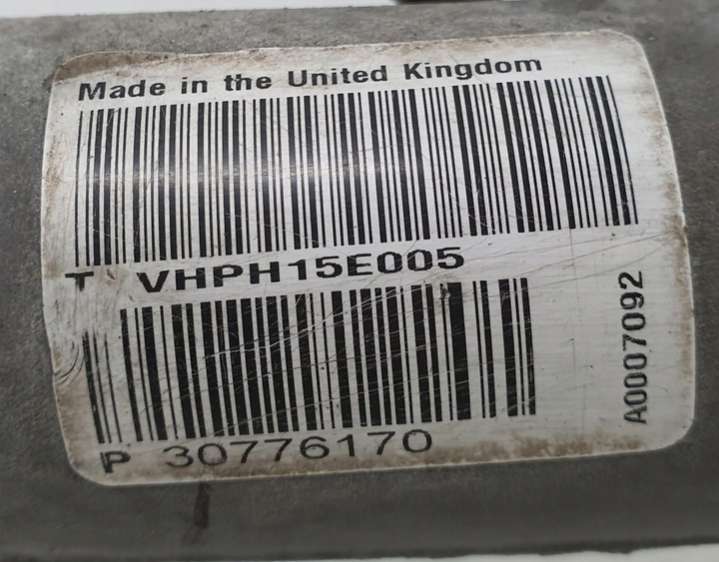 Made in the United Kingdom
T VHPH15E005
P 30776170
A0007092